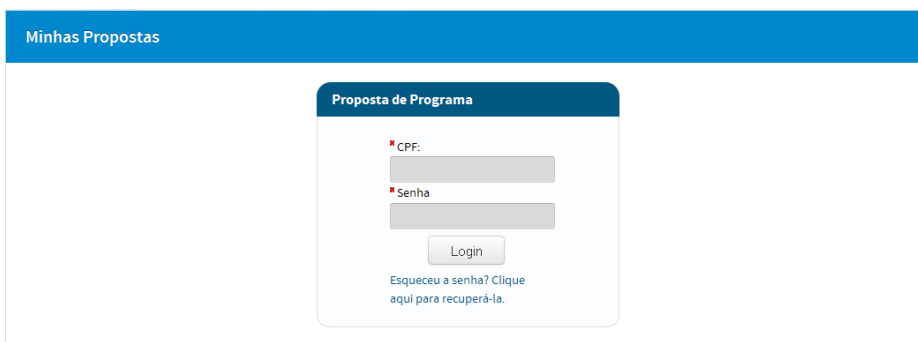 Minhas Propostas
Proposta de Programa
* CPF:
* Senha
Login
Esqueceu a senha? Clique
aqui para recuperá-la.